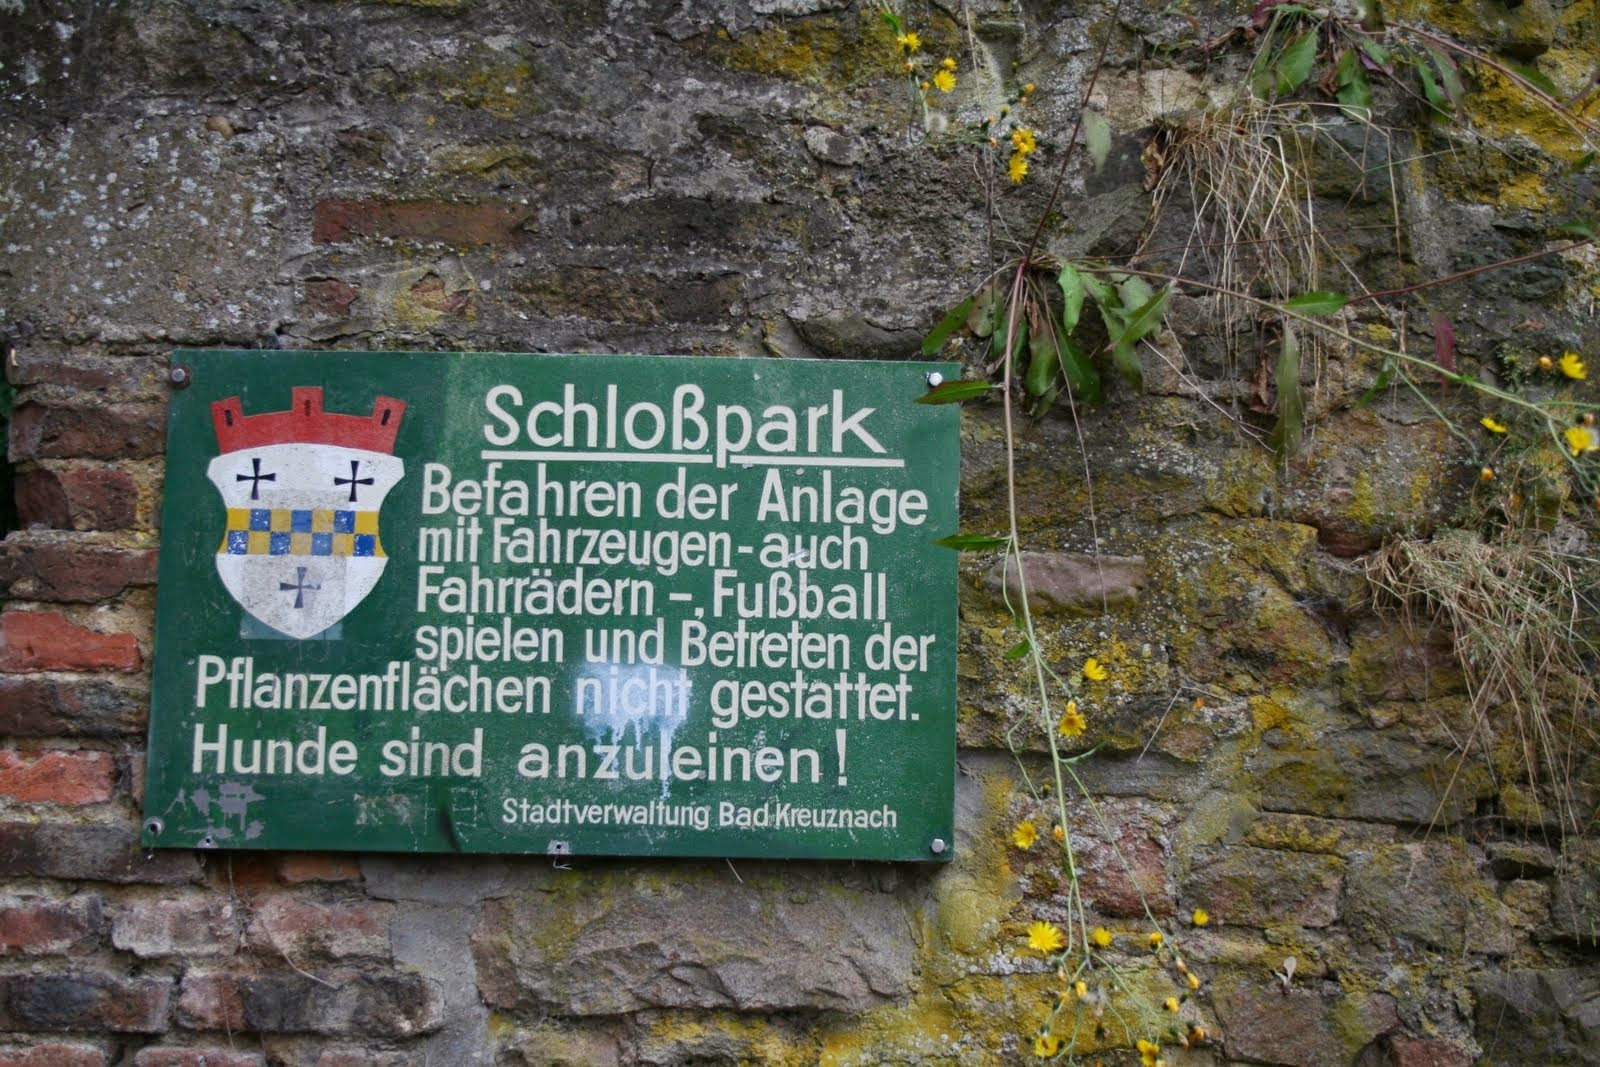 Schloßpark
Befahren der Anlage
mit Fahrzeugen - auch
Fahrrädern -, Fußball
spielen und Betreten der
Pflanzenflächen nicht gestattet.
Hunde sind anzuleinen!
Stadtverwaltung Bad Kreuznach